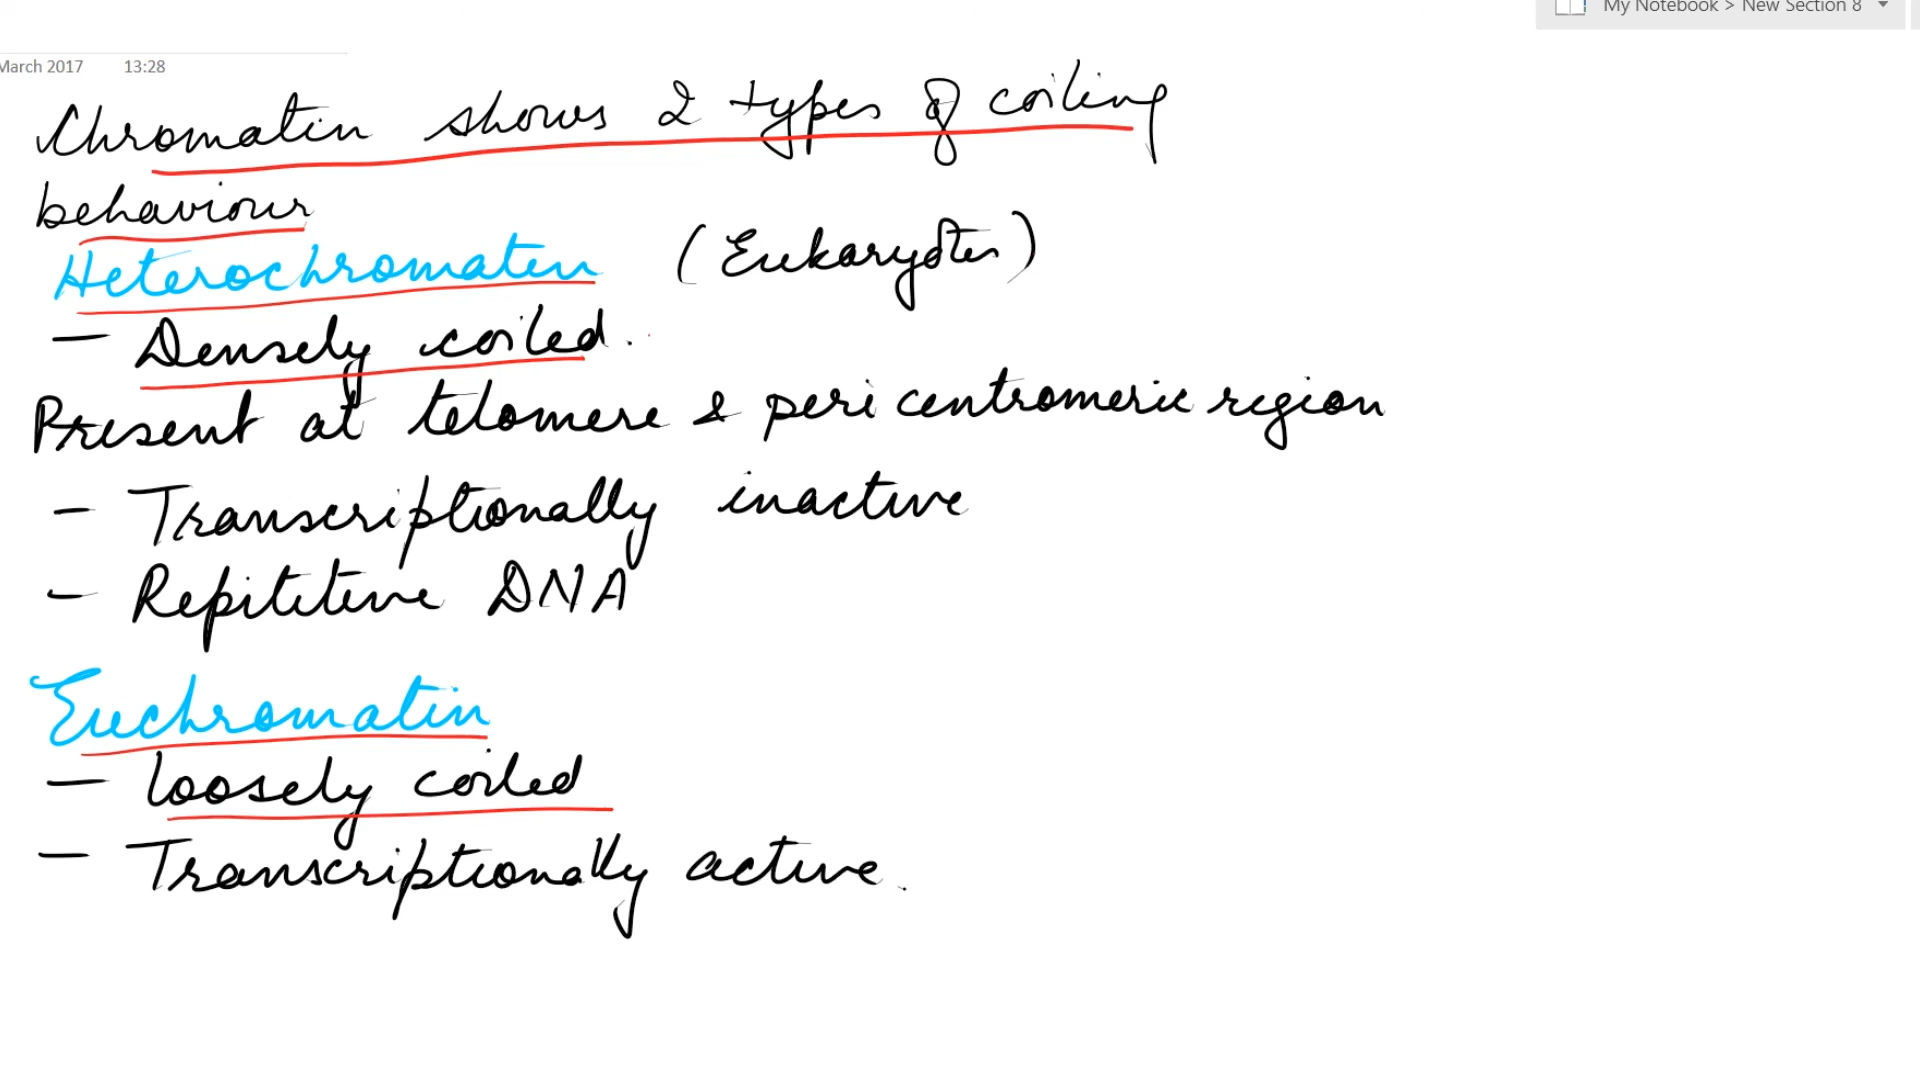 My Notebook > New Section 8
March 2017 13:28
Chromatin shows 2 types of coiling
behaviour
Heterochromatin (Eukaryotes)
- Densely coiled.
Present at telomere & peri centromeric region
- Transcriptionally inactive
- Repititive DNA
Euchromatin
- loosely coiled
- Transcriptionally active.